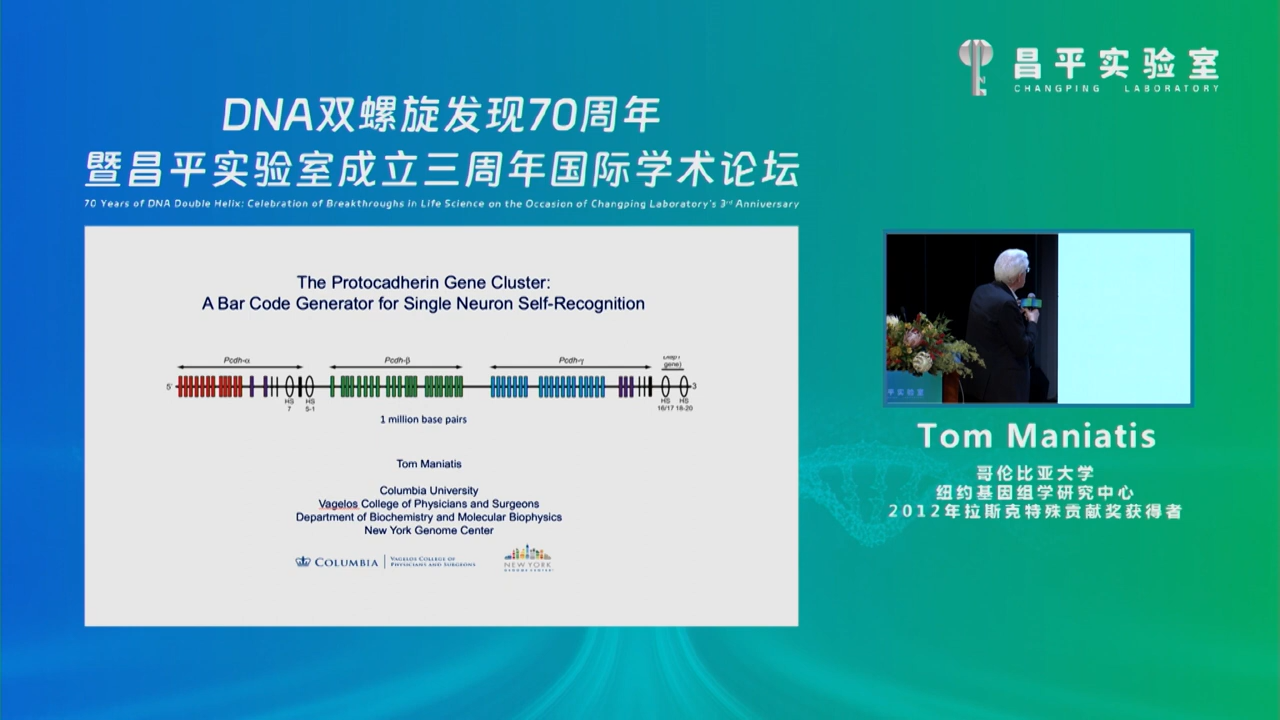 昌平实验室
CHANGPING LABORATORY
DNA双螺旋发现70周年
暨昌平实验室成立三周年国际学术论坛
70 Years of DNA Double Helix: Celebration of Breakthroughs in Life Science on the Occasion of Changping Laboratory's 3rd Anniversary
The Protocadherin Gene Cluster:
A Bar Code Generator for Single Neuron Self-Recognition
Pcdh-α Pcdh-β Pcdh-γ
gene)
5' 3
HS HS HS HS
7 5-1 16/17 18-20
1 million base pairs
Tom Maniatis
Columbia University
Vagelos College of Physicians and Surgeons
Department of Biochemistry and Molecular Biophysics
New York Genome Center
COLUMBIA
VAGELOS COLLEGE OF
PHYSICIANS AND SURGEONS
NEW YORK
GENOME CENTER
平实验室
Tom Maniatis
哥伦比亚大学
纽约基因组学研究中心
2012年拉斯克特殊贡献奖获得者